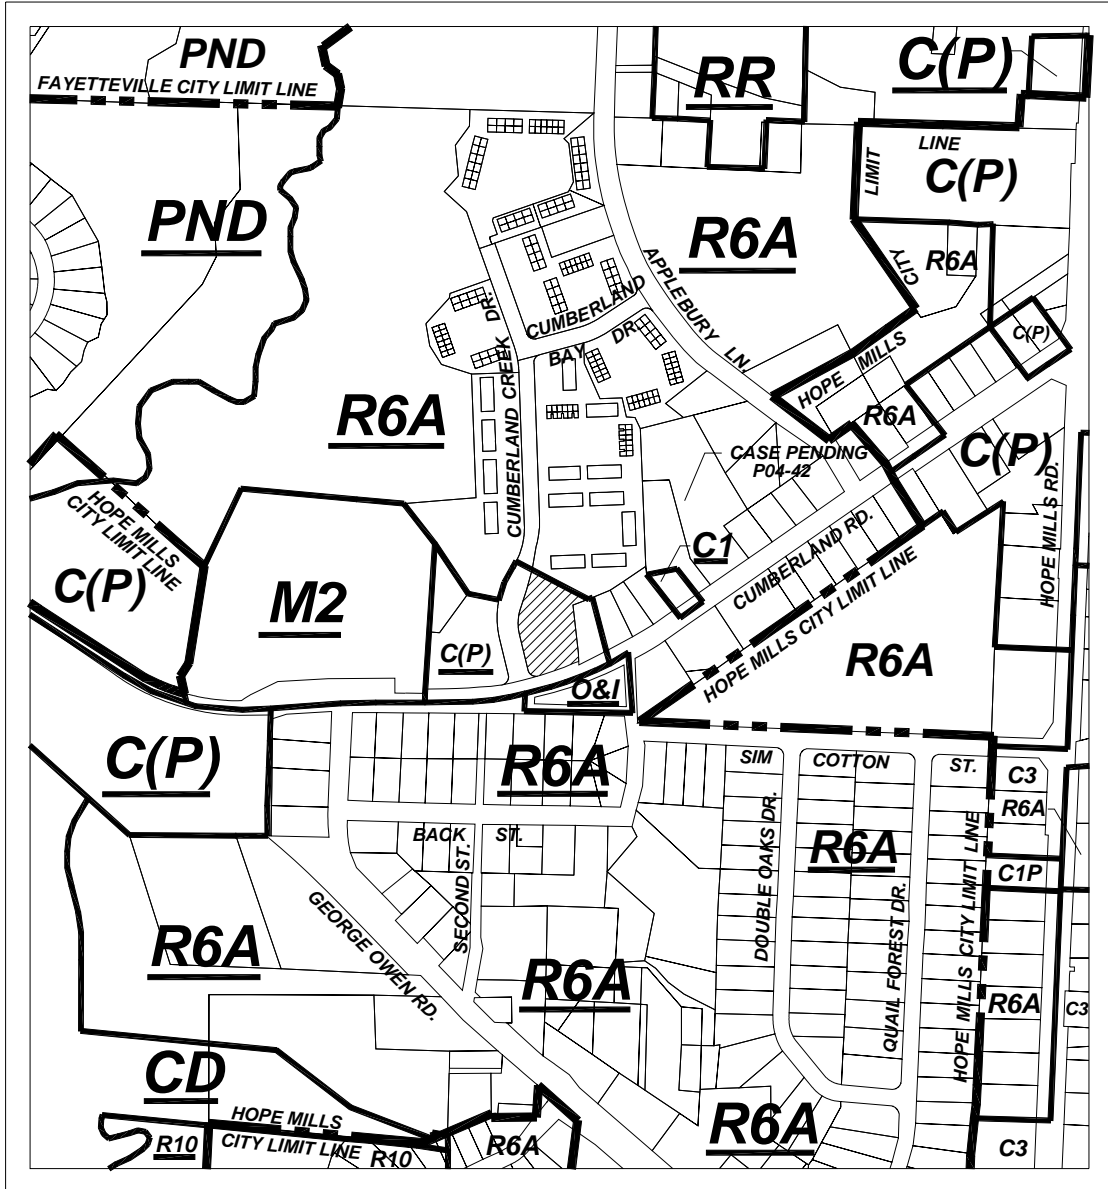 PND
FAYETTEVILLE CITY LIMIT LINE
RR
C(P)
LIMIT
LINE
C(P)
PND
R6A
CITY
R6A
APPLEBURY LN.
CUMBERLAND
BAY DR.
CUMBERLAND CREEK DR.
HOPE MILLS
C(P)
R6A
R6A
C(P)
CASE PENDING
P04-42
HOPE MILLS RD.
HOPE MILLS
CITY LIMIT LINE
C1
CUMBERLAND RD.
HOPE MILLS CITY LIMIT LINE
C(P)
M2
C(P)
R6A
O&I
C(P)
R6A
SIM COTTON ST.
C3
R6A
BACK ST.
SECOND ST.
DOUBLE OAKS DR.
R6A
QUAIL FOREST DR.
HOPE MILLS CITY LIMIT LINE
C1P
GEORGE OWEN RD.
R6A
R6A
R6A
C3
CD
HOPE MILLS
CITY LIMIT LINE
R10
R10
R6A
R6A
C3